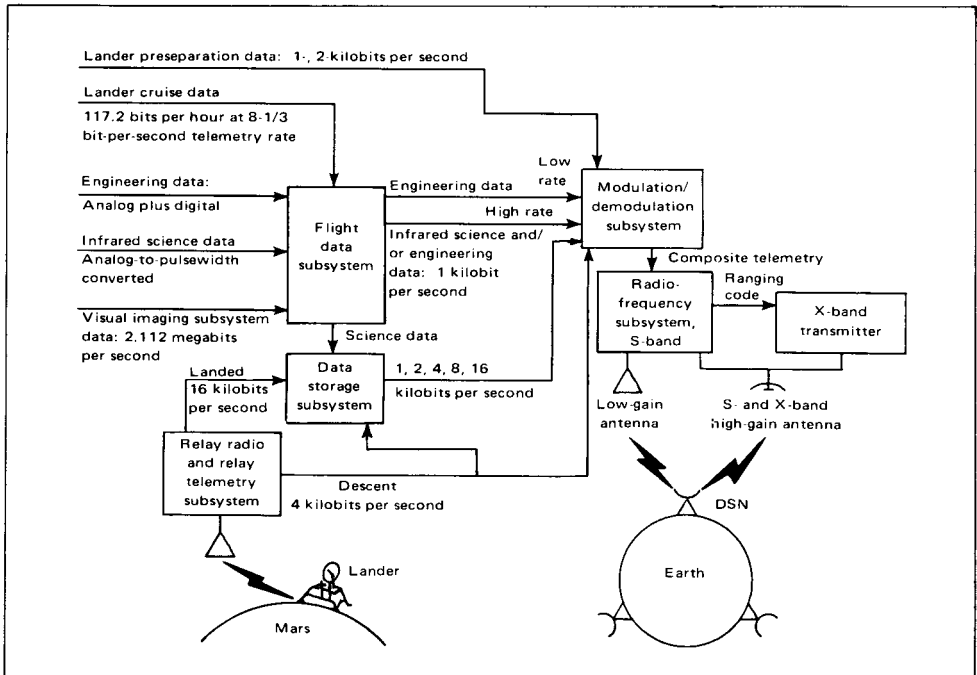 Lander preseparation data: 1-, 2-kilobits per second
Lander cruise data
117.2 bits per hour at 8-1/3
bit-per-second telemetry rate
Engineering data:
Analog plus digital
Infrared science data
Analog-to-pulsewidth
converted
Visual imaging subsystem
data: 2.112 megabits
per second
Flight
data
subsystem
Engineering data
Low
rate
High rate
Infrared science and/
or engineering
data: 1 kilobit
per second
Modulation/
demodulation
subsystem
Composite telemetry
Radio-
frequency
subsystem,
S-band
Ranging
code
X-band
transmitter
Science data
Landed
16 kilobits
per second
Data
storage
subsystem
1, 2, 4, 8, 16
kilobits per second
Low-gain
antenna
S- and X-band
high-gain antenna
Relay radio
and relay
telemetry
subsystem
Descent
4 kilobits per second
DSN
Lander
Mars
Earth